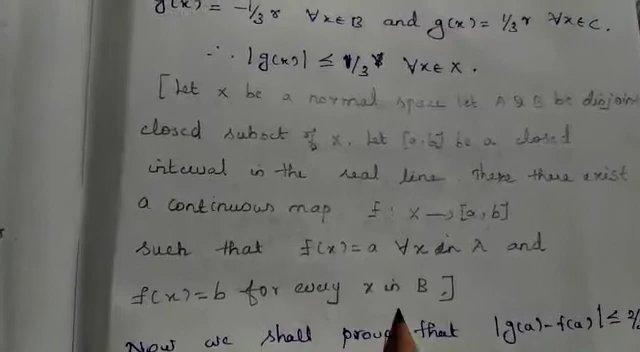 g(x) = -1/3 r ∀x∈B and g(x) = 1/3 r ∀x∈C.
∴ |g(x)| ≤ 1/3 r ∀x∈X.
[Let x be a normal space let A & B be disjoin
closed subset of x. Let [a,b] be a closed
interval in the real line. There there exist
a continuous map f : X → [a,b]
such that f(x) = a ∀x in A and
f(x) = b for every x in B.]
Now we shall prove that |g(a) - f(a)| ≤ 2/